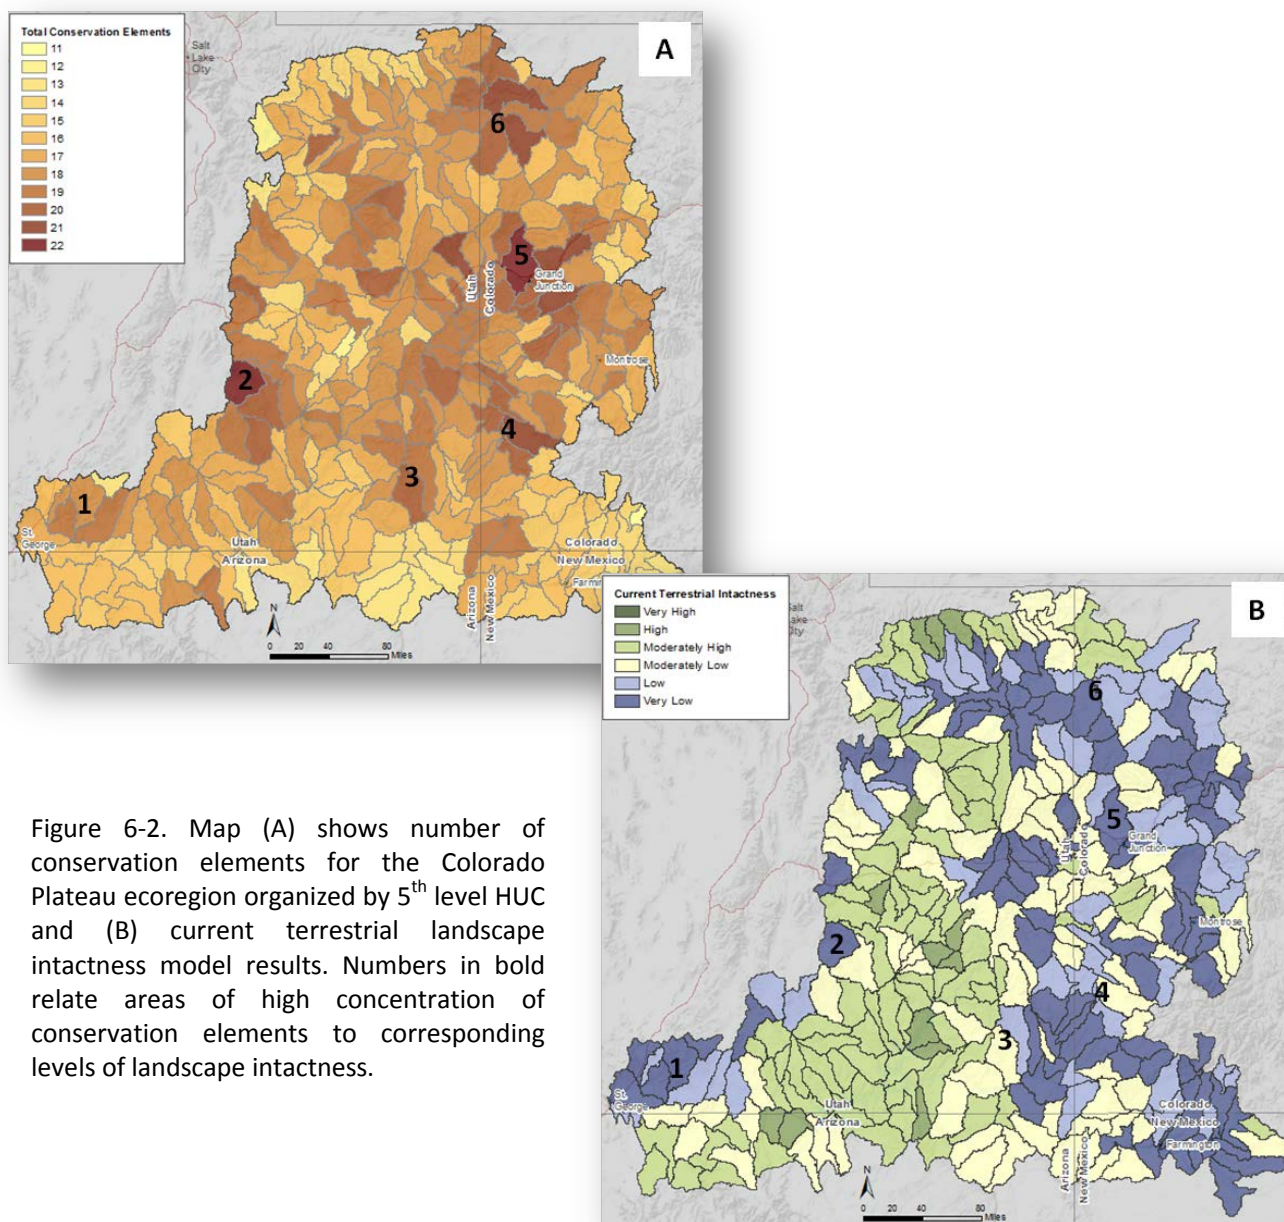 Total Conservation Elements
11
12
13
14
15
16
17
18
19
20
21
22
A
Salt
Lake
City
6
5
Grand
Junction
Utah
Colorado
Montrose
2
4
3
1
St.
George
Utah
Arizona
Colorado
New Mexico
Arizona
New Mexico
N
0 20 40 80
Miles
Current Terrestrial Intactness
Very High
High
Moderately High
Moderately Low
Low
Very Low
B
City
6
5
Grand
Junction
Utah
Colorado
Montrose
2
4
3
1
St.
George
Utah
Arizona
Colorado
New Mexico
Farmington
Arizona
New Mexico
N
0 20 40 80
Miles
Figure 6-2. Map (A) shows number of
conservation elements for the Colorado
Plateau ecoregion organized by 5th level HUC
and (B) current terrestrial landscape
intactness model results. Numbers in bold
relate areas of high concentration of
conservation elements to corresponding
levels of landscape intactness.